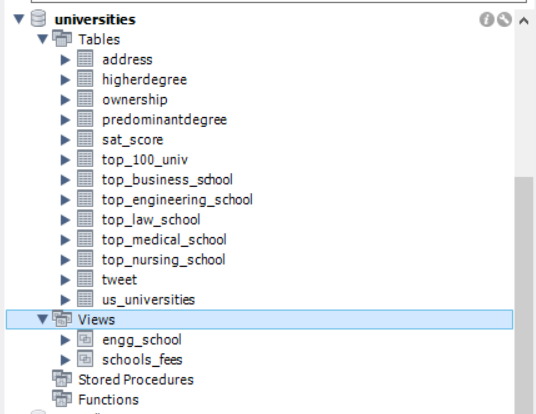 universities
Tables
address
higherdegree
ownership
predominantdegree
sat_score
top_100_univ
top_business_school
top_engineering_school
top_law_school
top_medical_school
top_nursing_school
tweet
us_universities
Views
engg_school
schools_fees
Stored Procedures
Functions